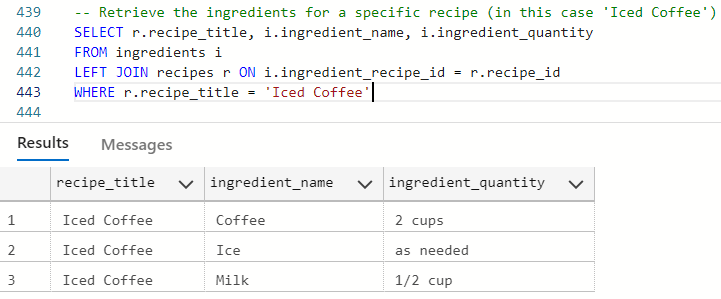 439 -- Retrieve the ingredients for a specific recipe (in this case 'Iced Coffee')
440 SELECT r.recipe_title, i.ingredient_name, i.ingredient_quantity
441 FROM ingredients i
442 LEFT JOIN recipes r ON i.ingredient_recipe_id = r.recipe_id
443 WHERE r.recipe_title = 'Iced Coffee'
444
Results Messages
recipe_title ingredient_name ingredient_quantity
1 Iced Coffee Coffee 2 cups
2 Iced Coffee Ice as needed
3 Iced Coffee Milk 1/2 cup